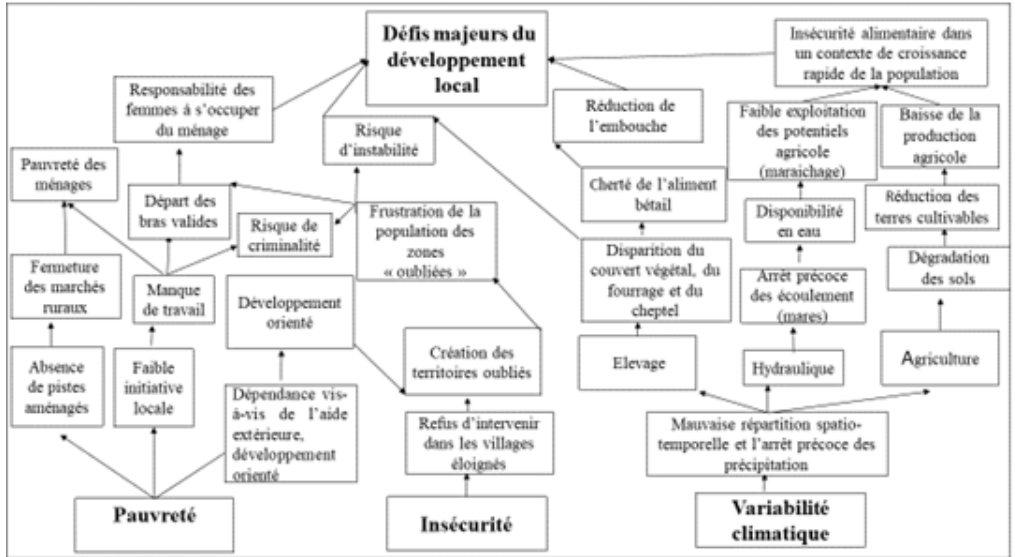 Défis majeurs du
développement
local
Insécurité alimentaire dans
un contexte de croissance
rapide de la population
Responsabilité des
femmes á s'occuper
du ménage
Risque
d'instabilité
Réduction de
l'embouche
Faible exploitation
des potentiels
agricole
(maraichage)
Baisse de la
production
agricole
Pauvreté des
ménages
Départ des
bras valides
Risque de
criminalité
Frustration de la
population des
zones
« oubliées »
Cherté de l'aliment
bétail
Disponibilité
en eau
Réduction des
terres cultivables
Fermeture
des marchés
ruraux
Manque
de travail
Développement
orienté
Disparition du
couvert végétal, du
fourrage et du
cheptel
Arrêt précoce
des écoulement
(mares)
Dégradation
des sols
Absence
de pistes
aménagés
Faible
initiative
locale
Dépendance vis-
à-vis de l'aide
extérieure,
développement
orienté
Création des
territoires oubliés
Elevage
Hydraulique
Agriculture
Refus d'intervenir
dans les villages
éloignés
Mauvaise répartition spatio-
temporelle et l'arrêt précoce des
précipitation
Pauvreté
Insécurité
Variabilité
climatique